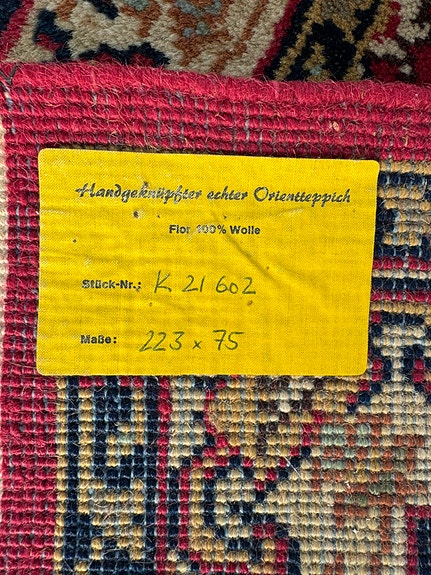 Handgeknüpfter echter Orientteppich
Flor 100% Wolle
Stück-Nr.: K 21 602
Maße: 223 x 75